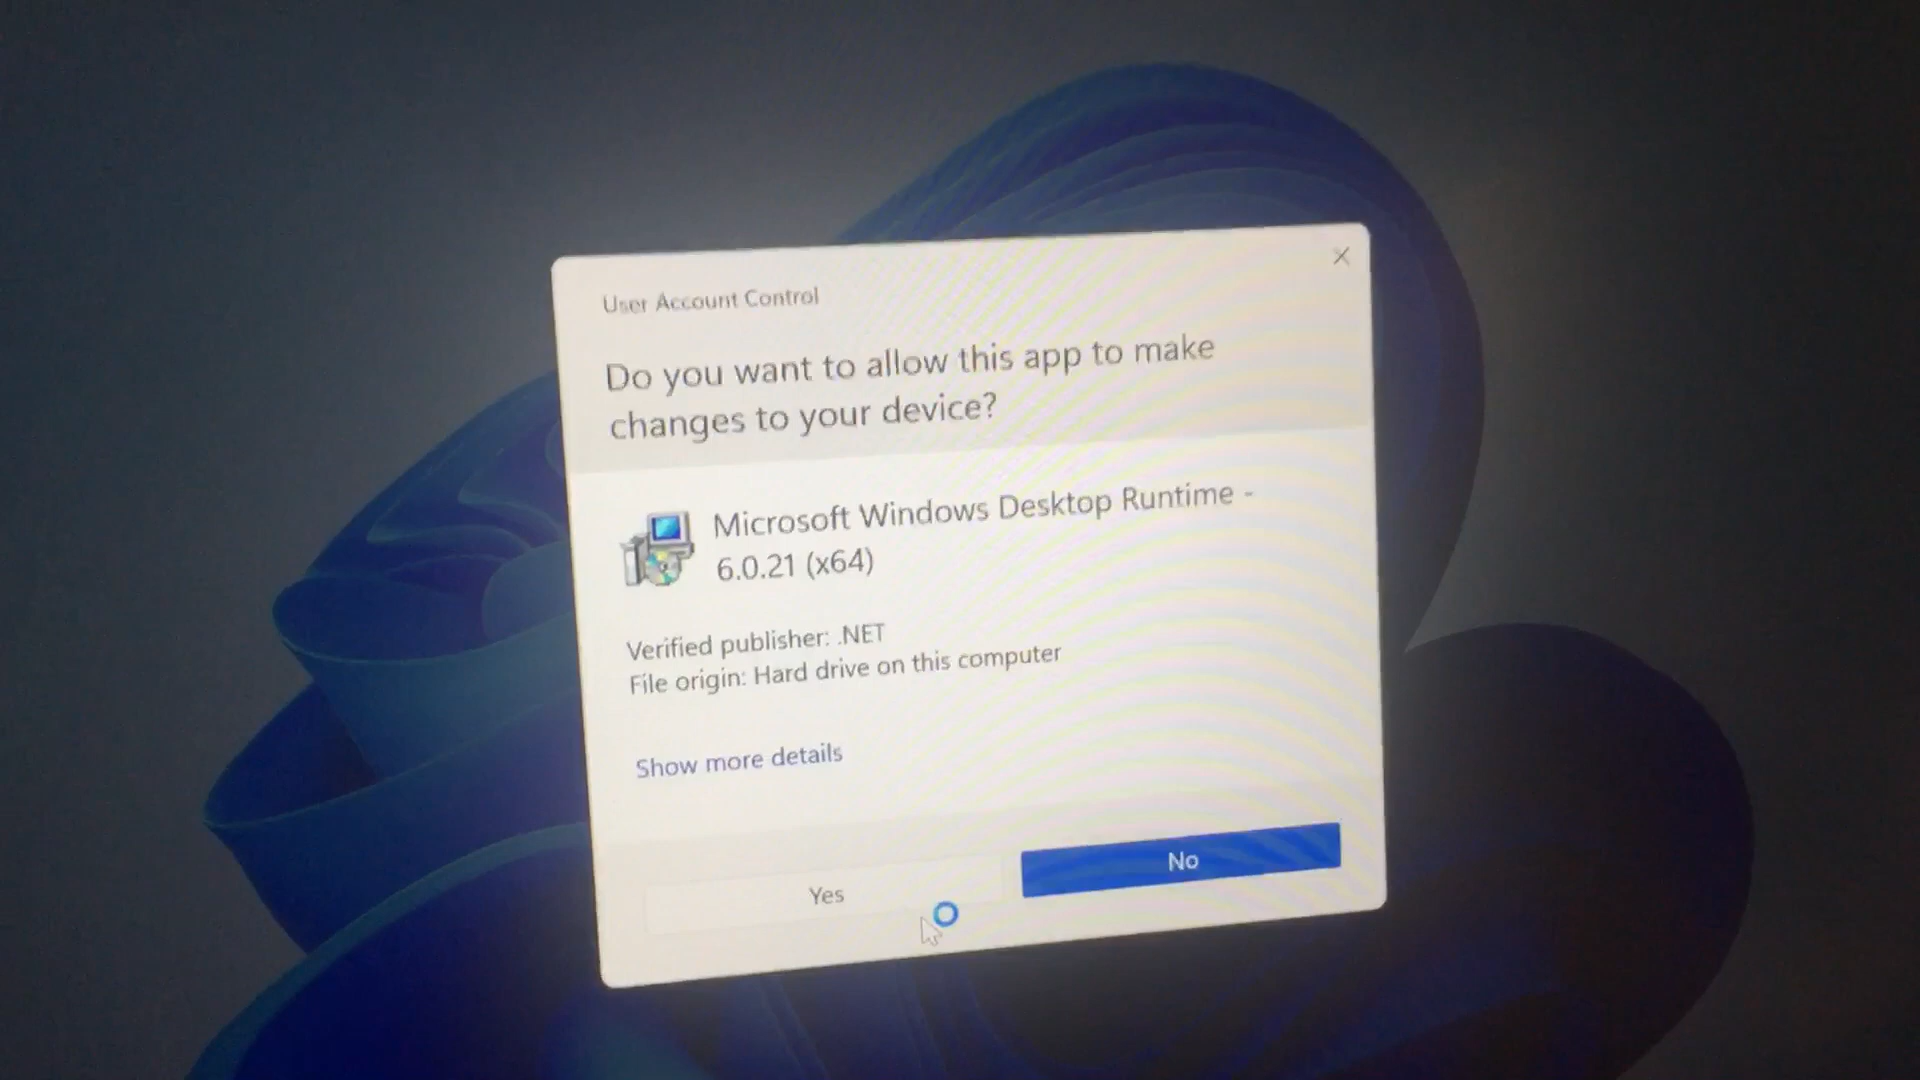 User Account Control
Do you want to allow this app to make
changes to your device?
Microsoft Windows Desktop Runtime -
6.0.21 (x64)
Verified publisher: .NET
File origin: Hard drive on this computer
Show more details
Yes
No